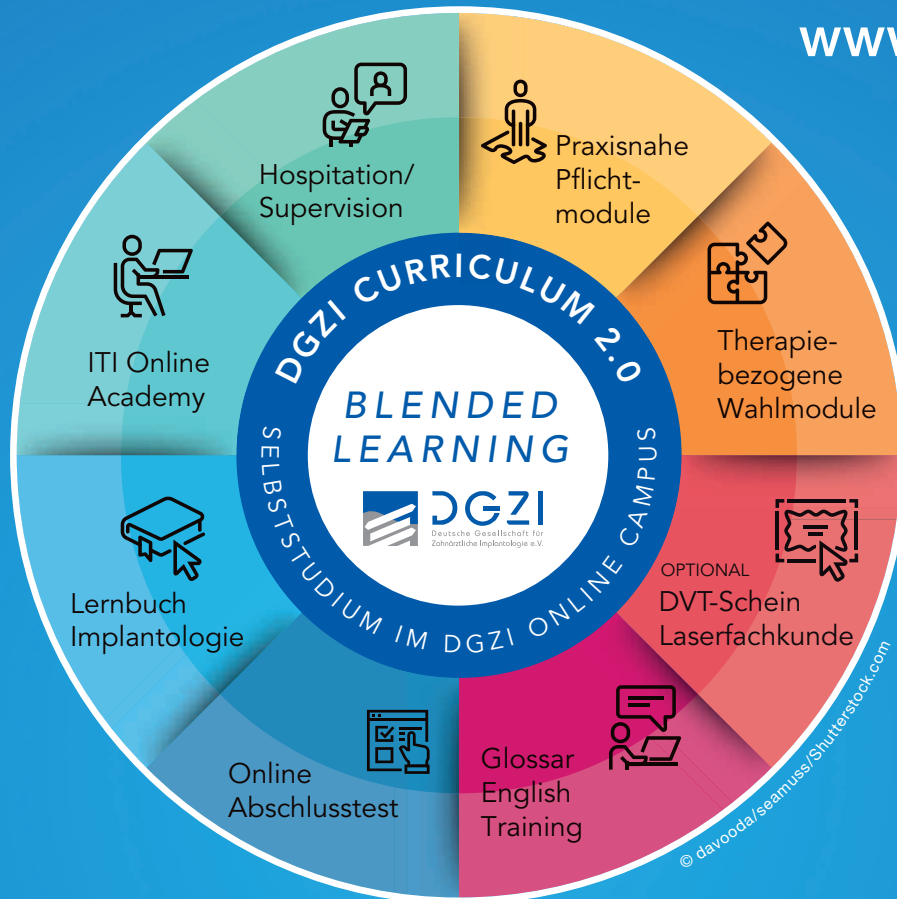 www
Hospitation/
Supervision
Praxisnahe
Pflicht-
module
Therapie-
bezogene
Wahlmodule
OPTIONAL
DVT-Schein
Laserfachkunde
Glossar
English
Training
Online
Abschlusstest
Lernbuch
Implantologie
ITI Online
Academy
DGZI CURRICULUM 2.0
SELBSTSTUDIUM IM DGZI ONLINE CAMPUS
BLENDED
LEARNING
DGZI
Deutsche Gesellschaft für
Zahnärztliche Implantologie e.V.
© davooda/seamuss/Shutterstock.com